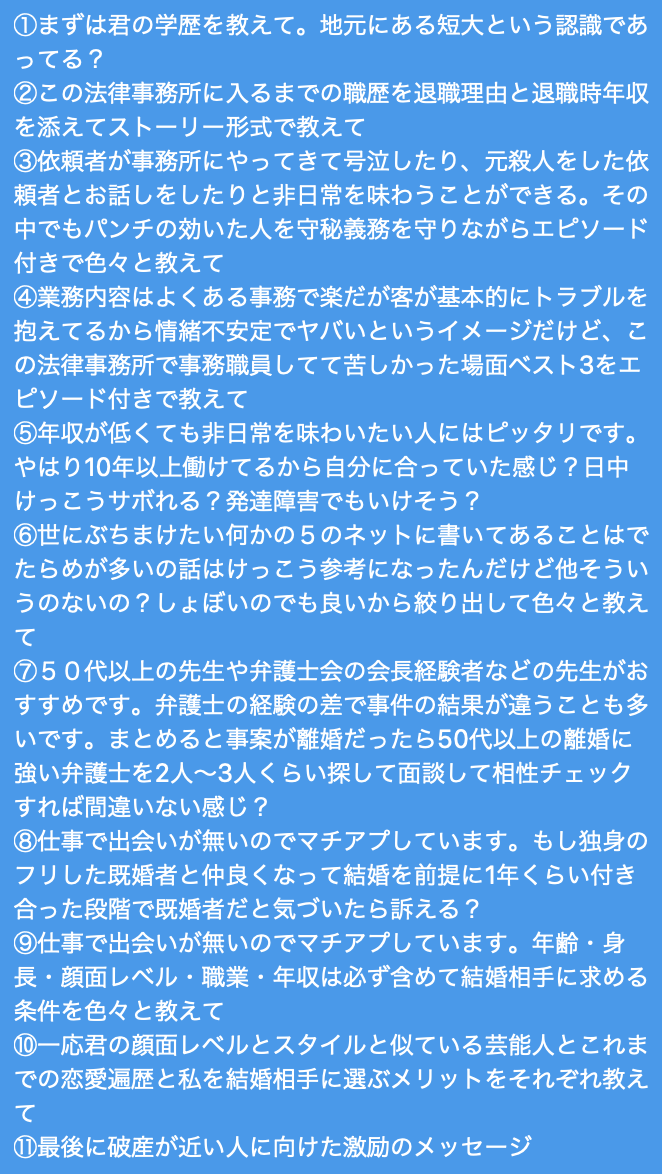 ①まずは君の学歴を教えて。地元にある短大という認識であ
ってる？
②この法律事務所に入るまでの職歴を退職理由と退職時年収
を添えてストーリー形式で教えて
③依頼者が事務所にやってきて号泣したり、元殺人をした依
頼者とお話しをしたりと非日常を味わうことができる。その
中でもパンチの効いた人を守秘義務を守りながらエピソード
付きで色々と教えて
④業務内容はよくある事務で楽だが客が基本的にトラブルを
抱えてるから情緒不安定でヤバいというイメージだけど、こ
の法律事務所で事務職員してて苦しかった場面ベスト3をエ
ピソード付きで教えて
⑤年収が低くても非日常を味わいたい人にはピッタリです。
やはり10年以上働けてるから自分に合っていた感じ？日中
けっこうサボれる？発達障害でもいけそう？
⑥世にぶちまけたい何かの５のネットに書いてあることはで
たらめが多いの話はけっこう参考になったんだけど他そうい
うのないの？しょぼいのでも良いから絞り出して色々と教え
て
⑦５０代以上の先生や弁護士会の会長経験者などの先生がお
すすめです。弁護士の経験の差で事件の結果が違うことも多
いです。まとめると事案が離婚だったら50代以上の離婚に
強い弁護士を2人〜3人くらい探して面談して相性チェック
すれば間違いない感じ？
⑧仕事で出会いが無いのでマチアプしています。もし独身の
フリした既婚者と仲良くなって結婚を前提に1年くらい付き
合った段階で既婚者だと気づいたら訴える？
⑨仕事で出会いが無いのでマチアプしています。年齢・身
長・顔面レベル・職業・年収は必ず含めて結婚相手に求める
条件を色々と教えて
⑩一応君の顔面レベルとスタイルと似ている芸能人とこれま
での恋愛遍歴と私を結婚相手に選ぶメリットをそれぞれ教え
て
⑪最後に破産が近い人に向けた激励のメッセージ